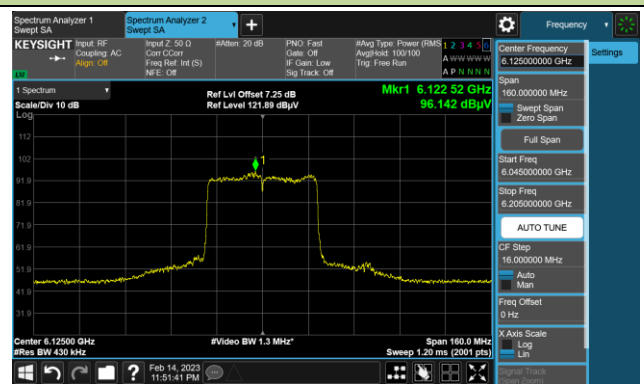 Spectrum Analyzer 1
Swept SA
Spectrum Analyzer 2
Swept SA
Frequency
KEYSIGHT
Input: RF
Coupling: AC
Align: Off
Input Z: 50 Ω
Corr CCorr
Freq Ref: Int (S)
NFE: Off
#Atten: 20 dB
PNO: Fast
Gate: Off
IF Gain: Low
Sig Track: Off
#Avg Type: Power (RMS
Avg|Hold: 100/100
Trig: Free Run
1 2 3 4 5 6
A W W W W W
A P N N N N
LW
1 Spectrum
Scale/Div 10 dB
Log
Ref Lvl Offset 7.25 dB
Ref Level 121.89 dBµV
Mkr1 6.122 52 GHz
96.142 dBµV
112
102
91.9
81.9
71.9
61.9
51.9
41.9
31.9
1
Center 6.12500 GHz
#Res BW 430 kHz
#Video BW 1.3 MHz*
Span 160.0 MHz
Sweep 1.20 ms (2001 pts)
Feb 14, 2023
11:51:41 PM
Center Frequency
6.125000000 GHz
Settings
Span
160.000000 MHz
Swept Span
Zero Span
Full Span
Start Freq
6.045000000 GHz
Stop Freq
6.205000000 GHz
AUTO TUNE
CF Step
16.000000 MHz
Auto
Man
Freq Offset
0 Hz
X Axis Scale
Log
Lin
Signal Track
(Span Zoom)